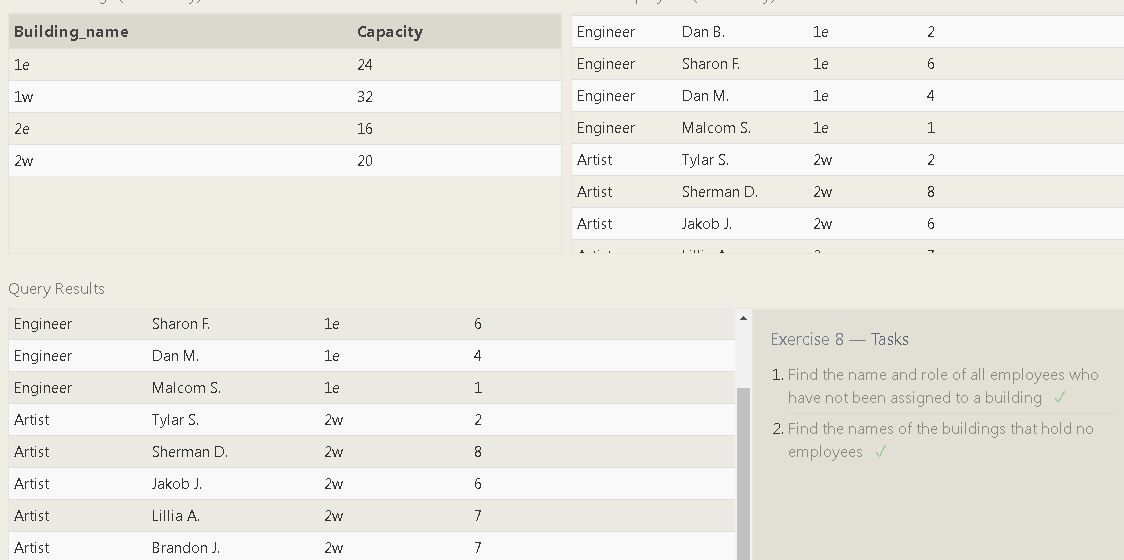 Building_name Capacity
1e 24
1w 32
2e 16
2w 20
Engineer Dan B. 1e 2
Engineer Sharon F. 1e 6
Engineer Dan M. 1e 4
Engineer Malcom S. 1e 1
Artist Tylar S. 2w 2
Artist Sherman D. 2w 8
Artist Jakob J. 2w 6
Query Results
Engineer Sharon F. 1e 6
Engineer Dan M. 1e 4
Engineer Malcom S. 1e 1
Artist Tylar S. 2w 2
Artist Sherman D. 2w 8
Artist Jakob J. 2w 6
Artist Lillia A. 2w 7
Artist Brandon J. 2w 7
Exercise 8 — Tasks
1. Find the name and role of all employees who
have not been assigned to a building ✓
2. Find the names of the buildings that hold no
employees ✓